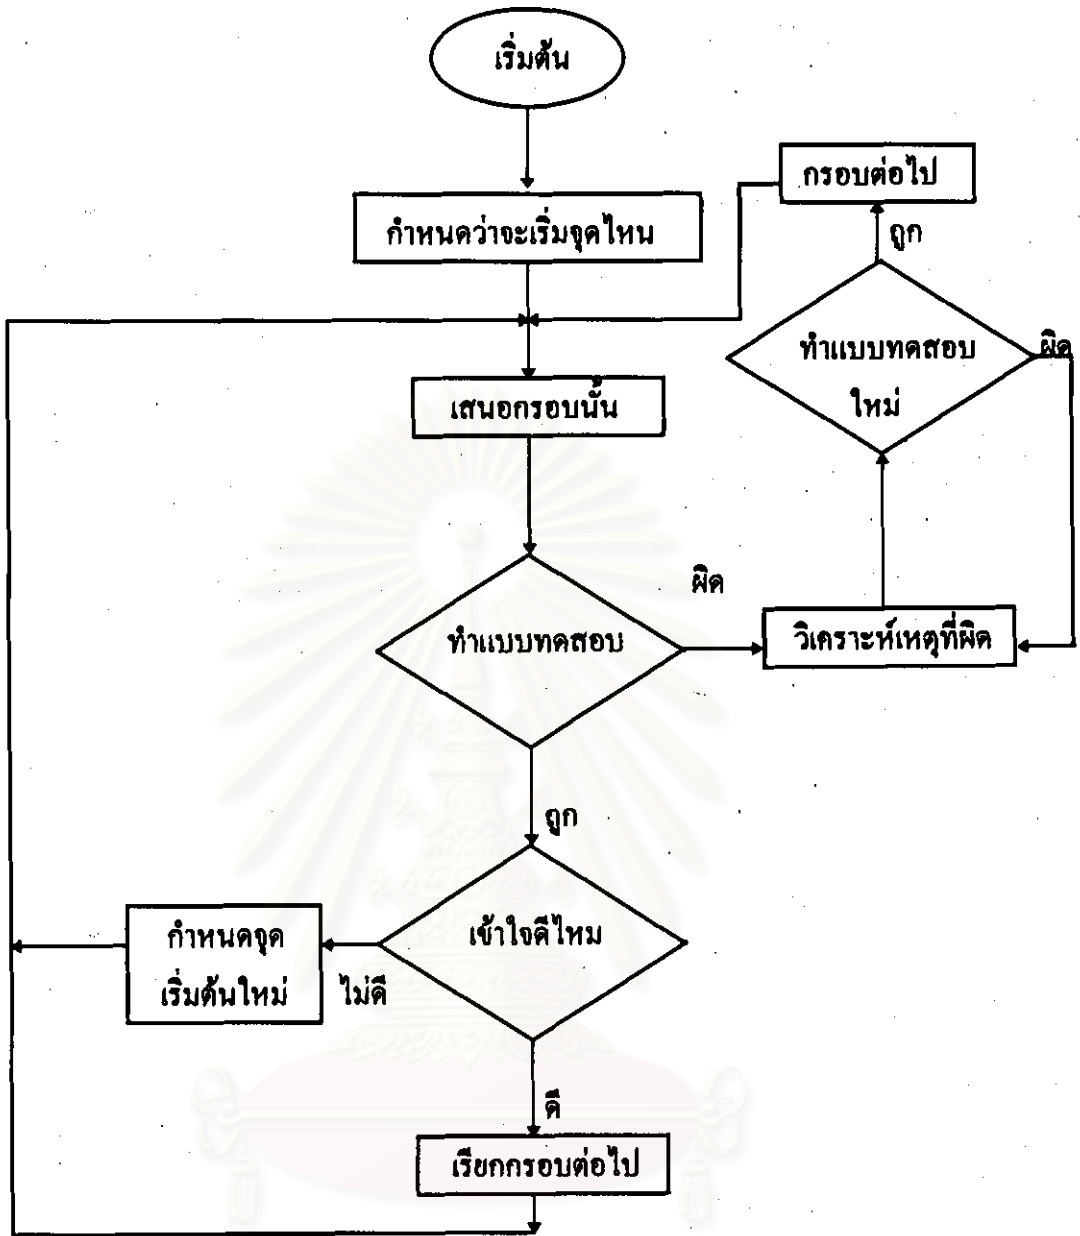 เริ่มต้น
กำหนดว่าจะเริ่มจุดไหน
กรอบต่อไป
ถูก
ทำแบบทดสอบ
ใหม่
ผิด
เสนอกรอบนั้น
ทำแบบทดสอบ
ผิด
วิเคราะห์เหตุที่ผิด
ถูก
เข้าใจดีไหม
ไม่ดี
กำหนดจุด
เริ่มต้นใหม่
ดี
เรียกกรอบต่อไป